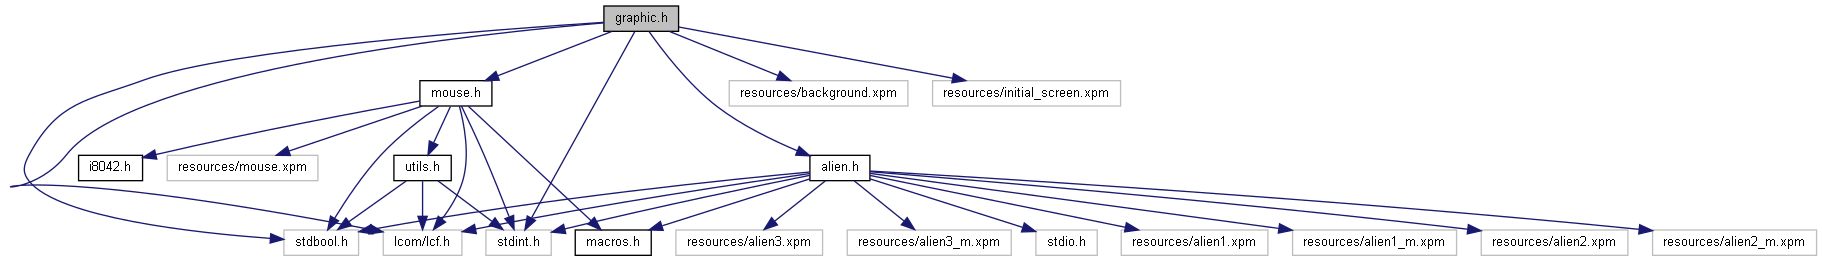 graphic.h
mouse.h
resources/background.xpm
resources/initial_screen.xpm
i8042.h
resources/mouse.xpm
utils.h
alien.h
stdbool.h
lcom/lcf.h
stdint.h
macros.h
resources/alien3.xpm
resources/alien3_m.xpm
stdio.h
resources/alien1.xpm
resources/alien1_m.xpm
resources/alien2.xpm
resources/alien2_m.xpm